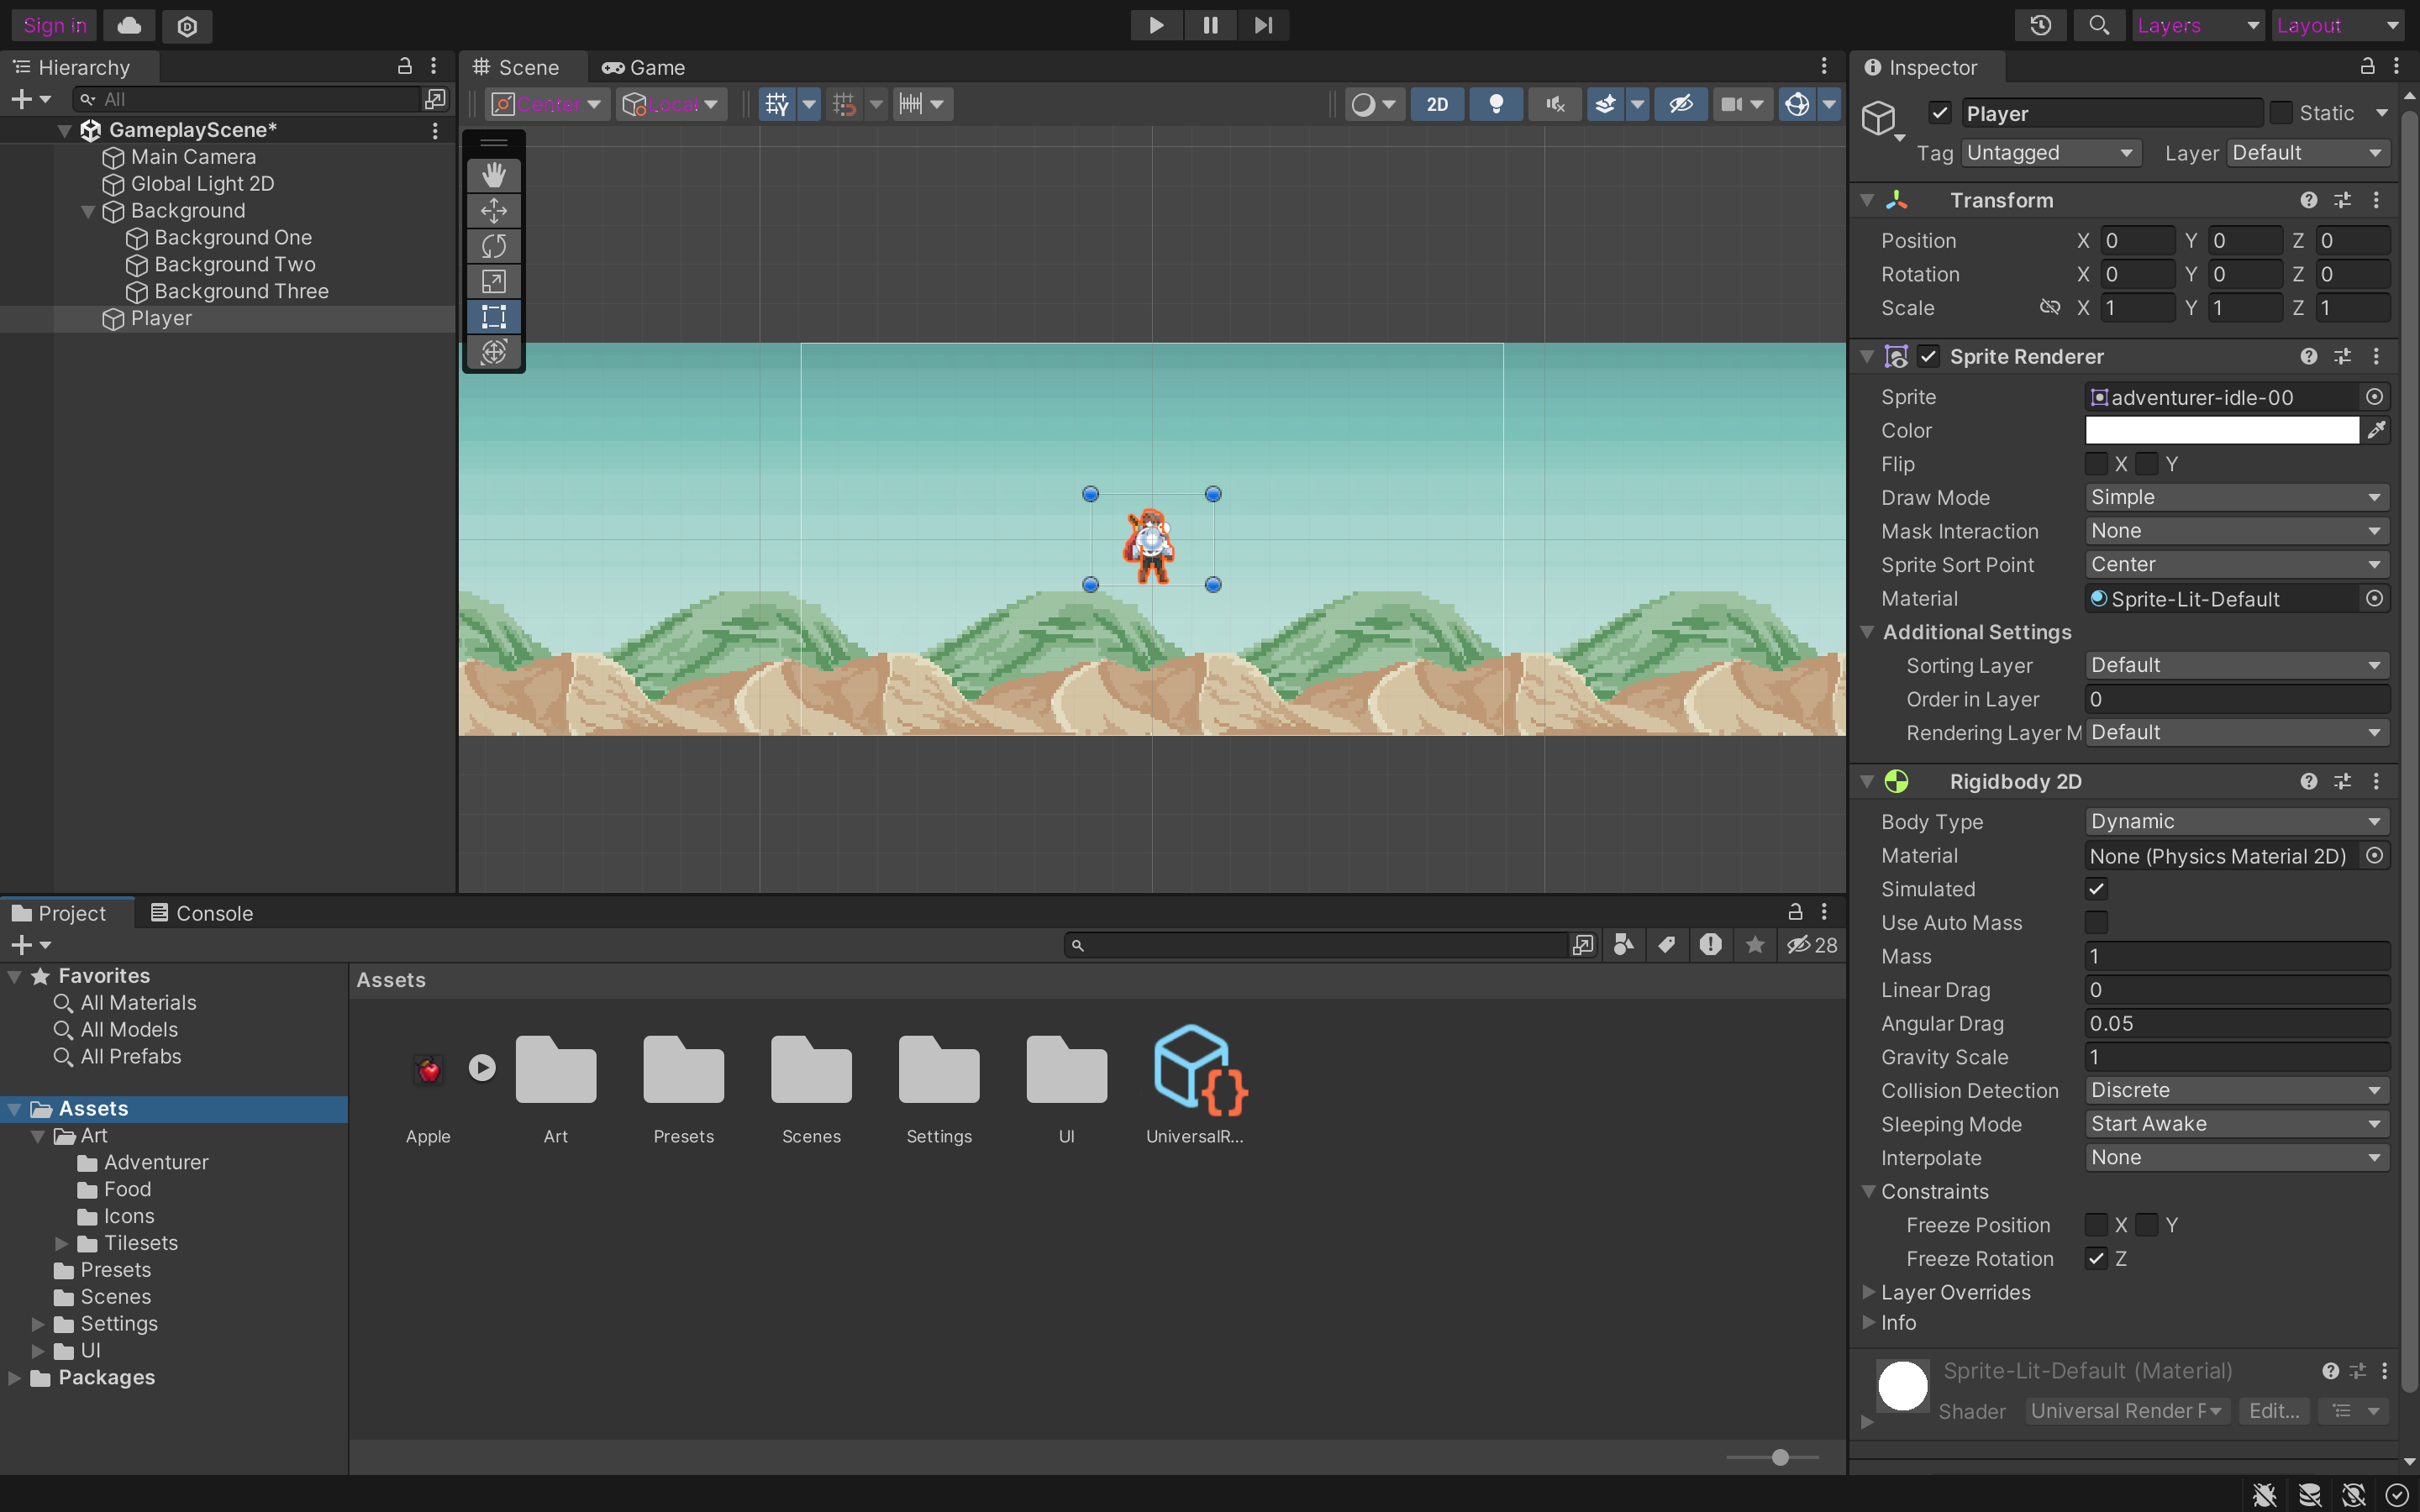 Sign in
Layers
Layout
Hierarchy
All
GameplayScene*
Main Camera
Global Light 2D
Background
Background One
Background Two
Background Three
Player
Scene
Game
Center
Local
2D
Inspector
Player
Static
Tag Untagged
Layer Default
Transform
Position X 0 Y 0 Z 0
Rotation X 0 Y 0 Z 0
Scale X 1 Y 1 Z 1
Sprite Renderer
Sprite adventurer-idle-00
Color
Flip X Y
Draw Mode Simple
Mask Interaction None
Sprite Sort Point Center
Material Sprite-Lit-Default
Additional Settings
Sorting Layer Default
Order in Layer 0
Rendering Layer M Default
Rigidbody 2D
Body Type Dynamic
Material None (Physics Material 2D)
Simulated
Use Auto Mass
Mass 1
Linear Drag 0
Angular Drag 0.05
Gravity Scale 1
Collision Detection Discrete
Sleeping Mode Start Awake
Interpolate None
Constraints
Freeze Position X Y
Freeze Rotation Z
Layer Overrides
Info
Sprite-Lit-Default (Material)
Shader Universal Render F Edit...
Project
Console
28
Favorites
All Materials
All Models
All Prefabs
Assets
Art
Adventurer
Food
Icons
Tilesets
Presets
Scenes
Settings
UI
Packages
Assets
Apple
Art
Presets
Scenes
Settings
UI
UniversalR...